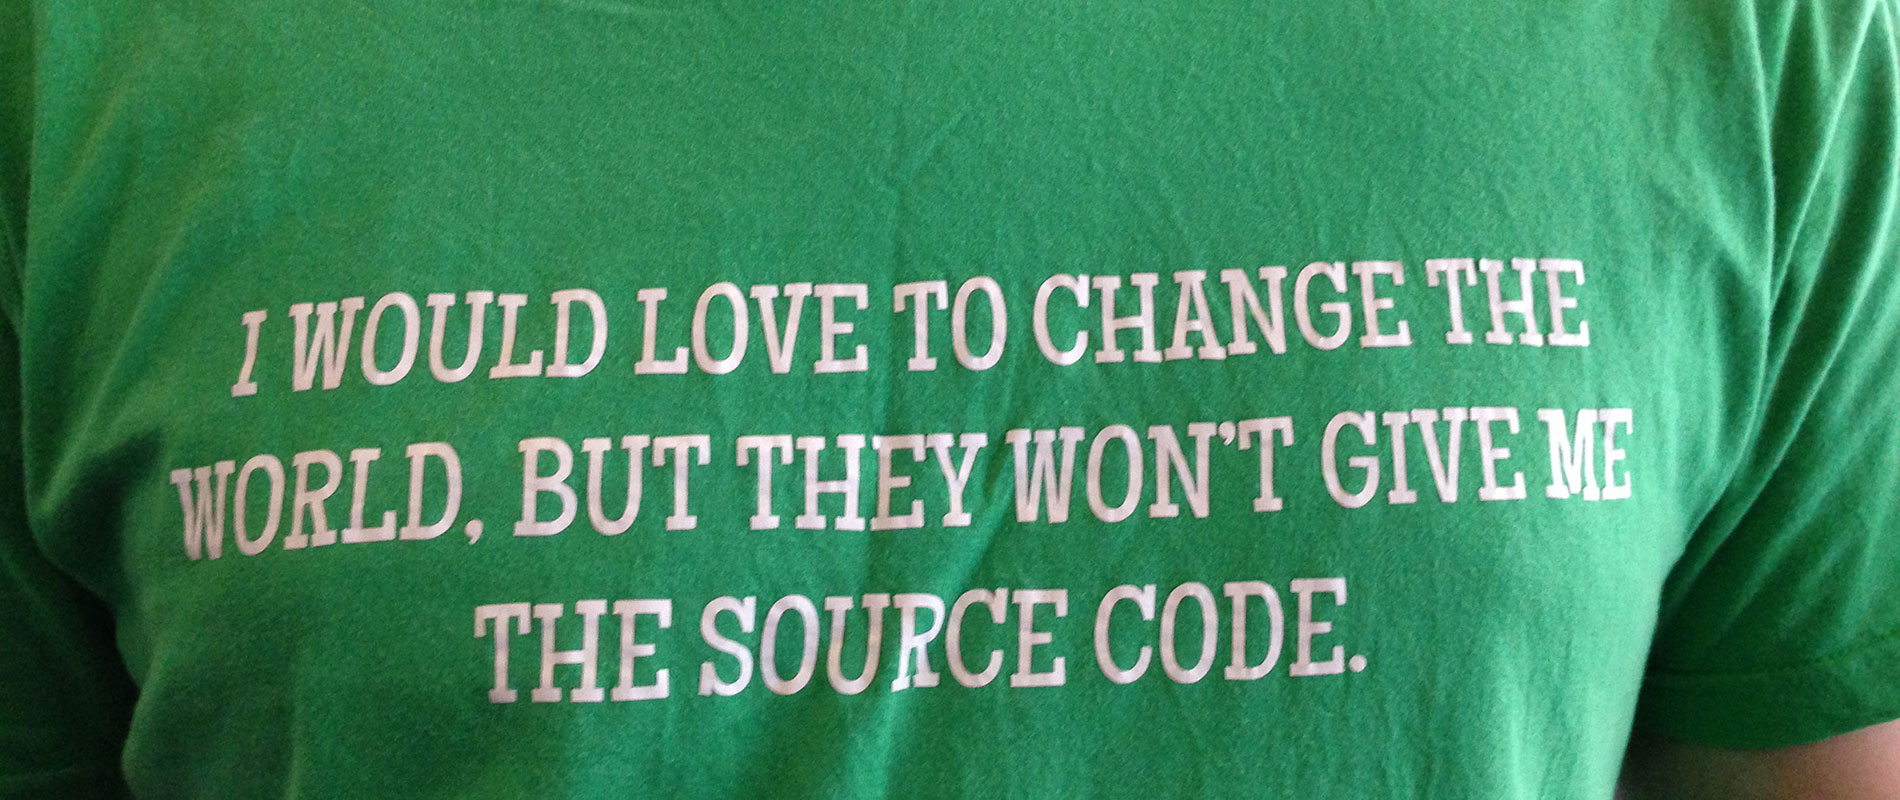 I WOULD LOVE TO CHANGE THE
WORLD, BUT THEY WON'T GIVE ME
THE SOURCE CODE.